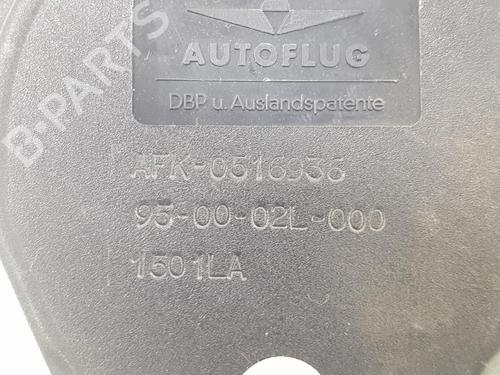 AUTOFLUG
DBP u. Auslandspatente
AFK-0516936
95-00-02L-000
1501LA
B-PARTS